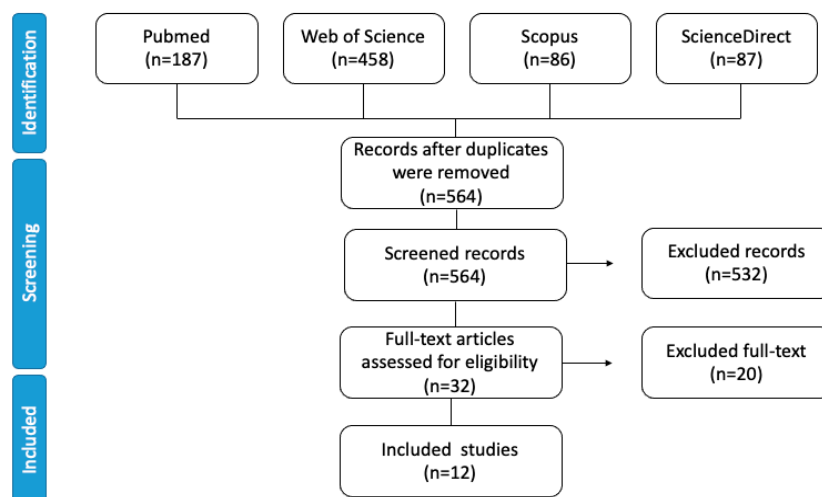 Identification
Pubmed
(n=187)
Web of Science
(n=458)
Scopus
(n=86)
ScienceDirect
(n=87)
Records after duplicates
were removed
(n=564)
Screening
Screened records
(n=564)
Excluded records
(n=532)
Full-text articles
assessed for eligibility
(n=32)
Excluded full-text
(n=20)
Included
Included studies
(n=12)